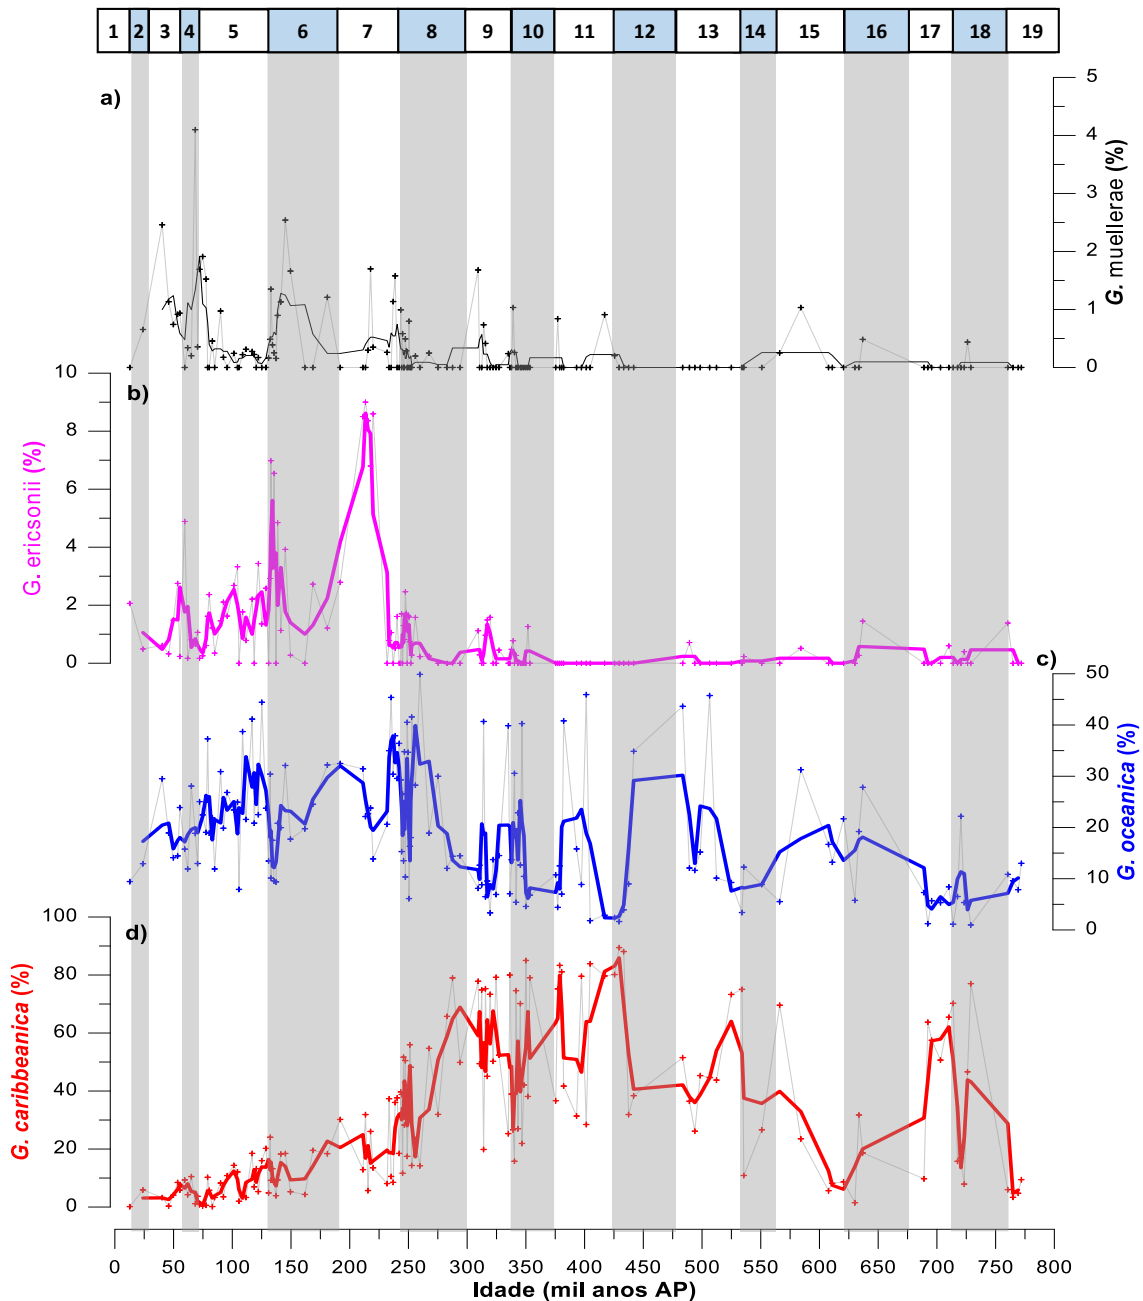 1 2 3 4 5 6 7 8 9 10 11 12 13 14 15 16 17 18 19
a)
5
4
3
2
1
0
G. muellerae (%)
b)
10
8
6
4
2
0
G. ericsonii (%)
c)
50
40
30
20
10
0
G. oceanica (%)
d)
100
80
60
40
20
0
G. caribbeanica (%)
0 50 100 150 200 250 300 350 400 450 500 550 600 650 700 750 800
Idade (mil anos AP)